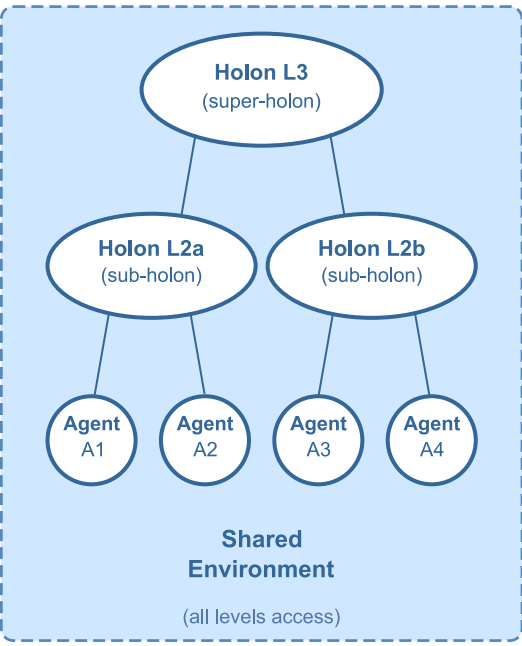 Holon L3
(super-holon)
Holon L2a
(sub-holon)
Holon L2b
(sub-holon)
Agent
A1
Agent
A2
Agent
A3
Agent
A4
Shared
Environment
(all levels access)